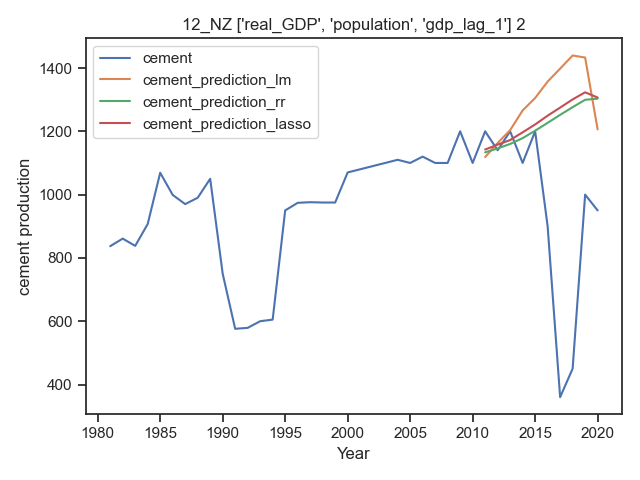 12_NZ ['real_GDP', 'population', 'gdp_lag_1'] 2
cement
cement_prediction_lm
cement_prediction_rr
cement_prediction_lasso
cement production
1400
1200
1000
800
600
400
1980 1985 1990 1995 2000 2005 2010 2015 2020
Year